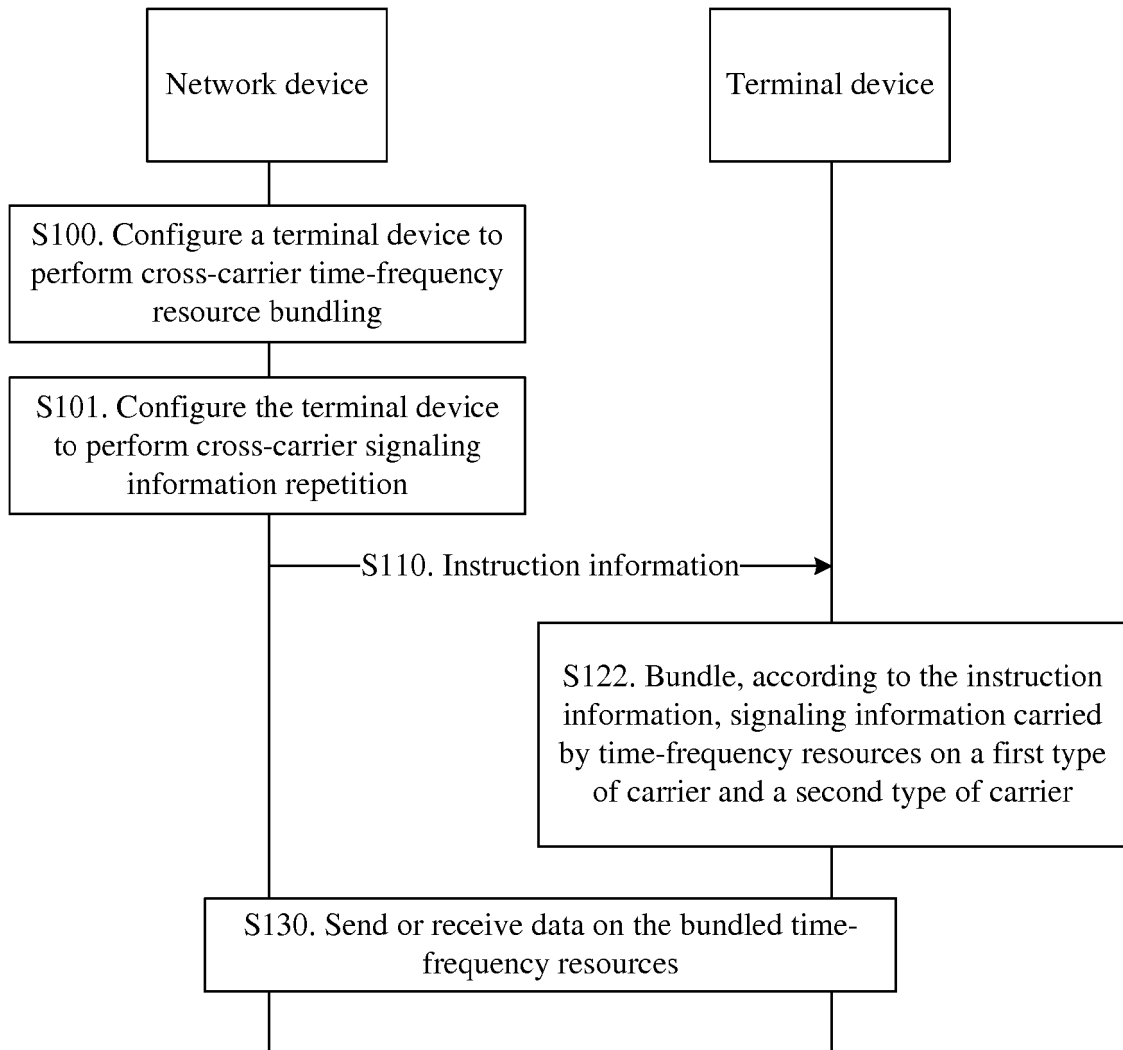 Network device
Terminal device
S100. Configure a terminal device to
perform cross-carrier time-frequency
resource bundling
S101. Configure the terminal device
to perform cross-carrier signaling
information repetition
S110. Instruction information
S122. Bundle, according to the instruction
information, signaling information carried
by time-frequency resources on a first type
of carrier and a second type of carrier
S130. Send or receive data on the bundled time-
frequency resources